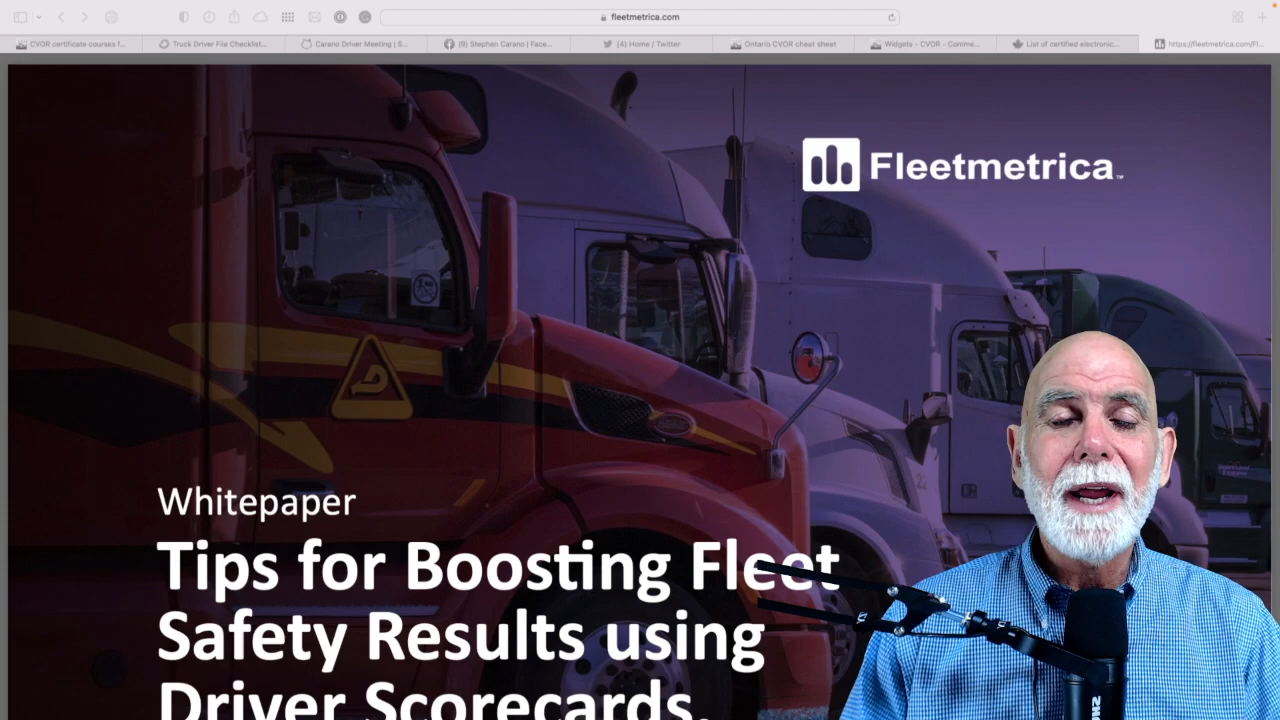 fleetmetrica.com
CVOR certificate courses f...
Truck Driver File Checklist...
Carano Driver Meeting | S...
(9) Stephen Carano | Face...
(4) Home / Twitter
Ontario CVOR cheat sheet
Widgets - CVOR - Comme...
List of certified electronic...
https://fleetmetrica.com/Fl...
Fleetmetrica™
Whitepaper
Tips for Boosting Fleet
Safety Results using
Driver Scorecards.